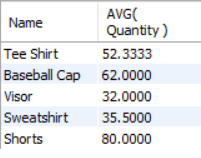 Name AVG(
Quantity )
Tee Shirt 52.3333
Baseball Cap 62.0000
Visor 32.0000
Sweatshirt 35.5000
Shorts 80.0000